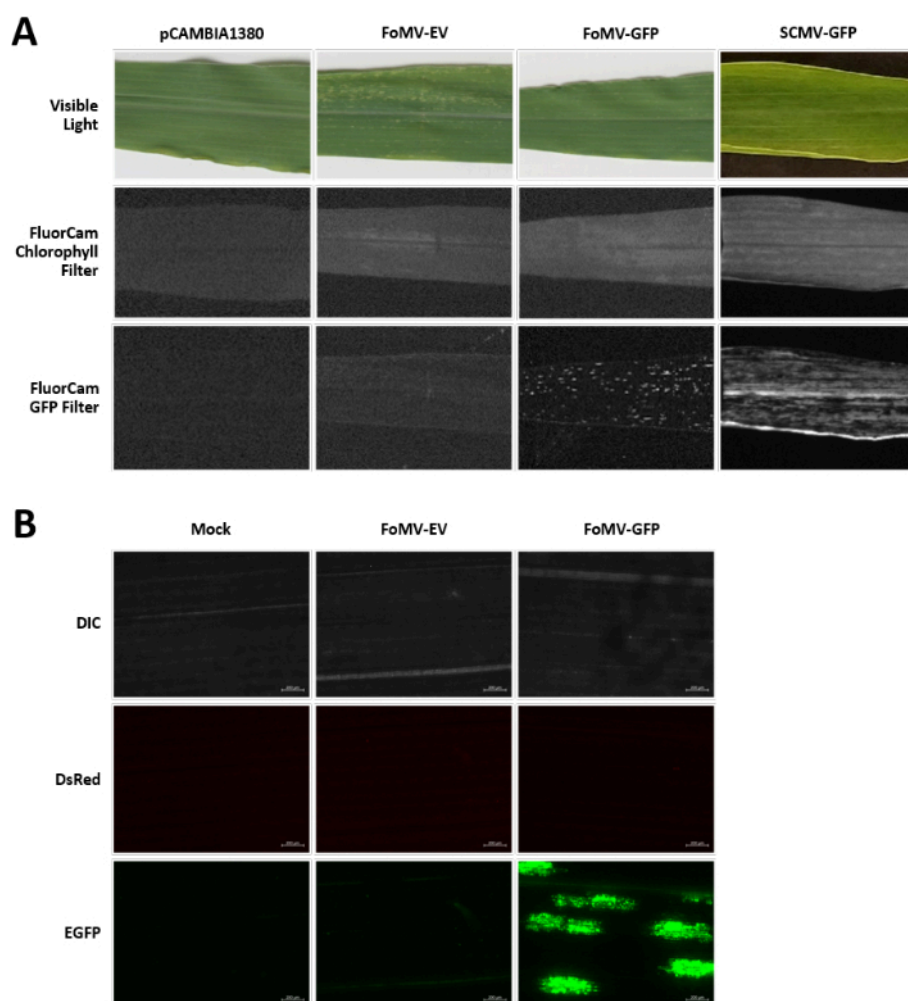 A
pCAMBIA1380 FoMV-EV FoMV-GFP SCMV-GFP
Visible
Light
FluorCam
Chlorophyll
Filter
FluorCam
GFP Filter
B
Mock FoMV-EV FoMV-GFP
DIC
DsRed
EGFP